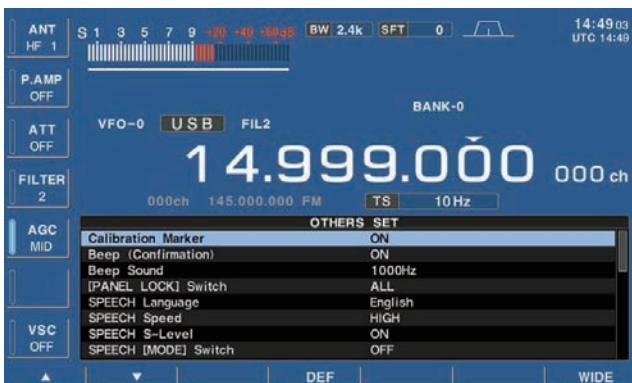 ANT
HF 1
S 1 3 5 7 9 +20 +40 +60dB
BW 2.4k SFT 0
14:49 03
UTC 14:49
P.AMP
OFF
BANK-0
ATT
OFF
VFO-0 USB FIL2
14.999.000 000 ch
FILTER
2
000ch 145.000.000 FM TS 10Hz
AGC
MID
OTHERS SET
Calibration Marker ON
Beep (Confirmation) ON
Beep Sound 1000Hz
[PANEL LOCK] Switch ALL
SPEECH Language English
SPEECH Speed HIGH
SPEECH S-Level ON
SPEECH [MODE] Switch OFF
VSC
OFF
DEF WIDE